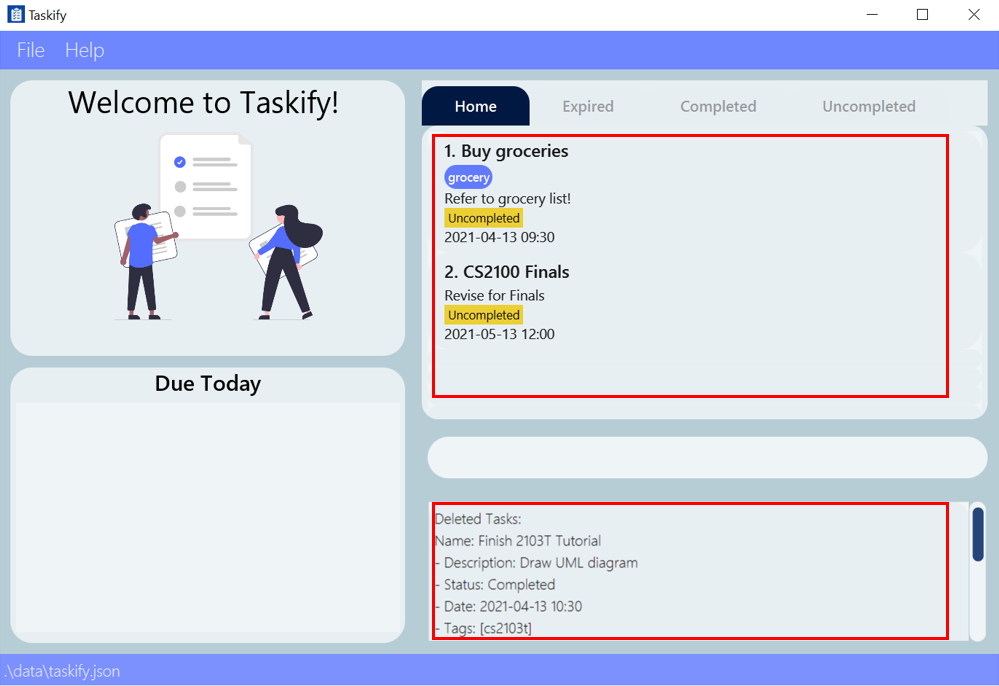 Taskify
File Help
Welcome to Taskify!
Due Today
Home Expired Completed Uncompleted
1. Buy groceries
grocery
Refer to grocery list!
Uncompleted
2021-04-13 09:30
2. CS2100 Finals
Revise for Finals
Uncompleted
2021-05-13 12:00
Deleted Tasks:
Name: Finish 2103T Tutorial
- Description: Draw UML diagram
- Status: Completed
- Date: 2021-04-13 10:30
- Tags: [cs2103t]
.\data\taskify.json